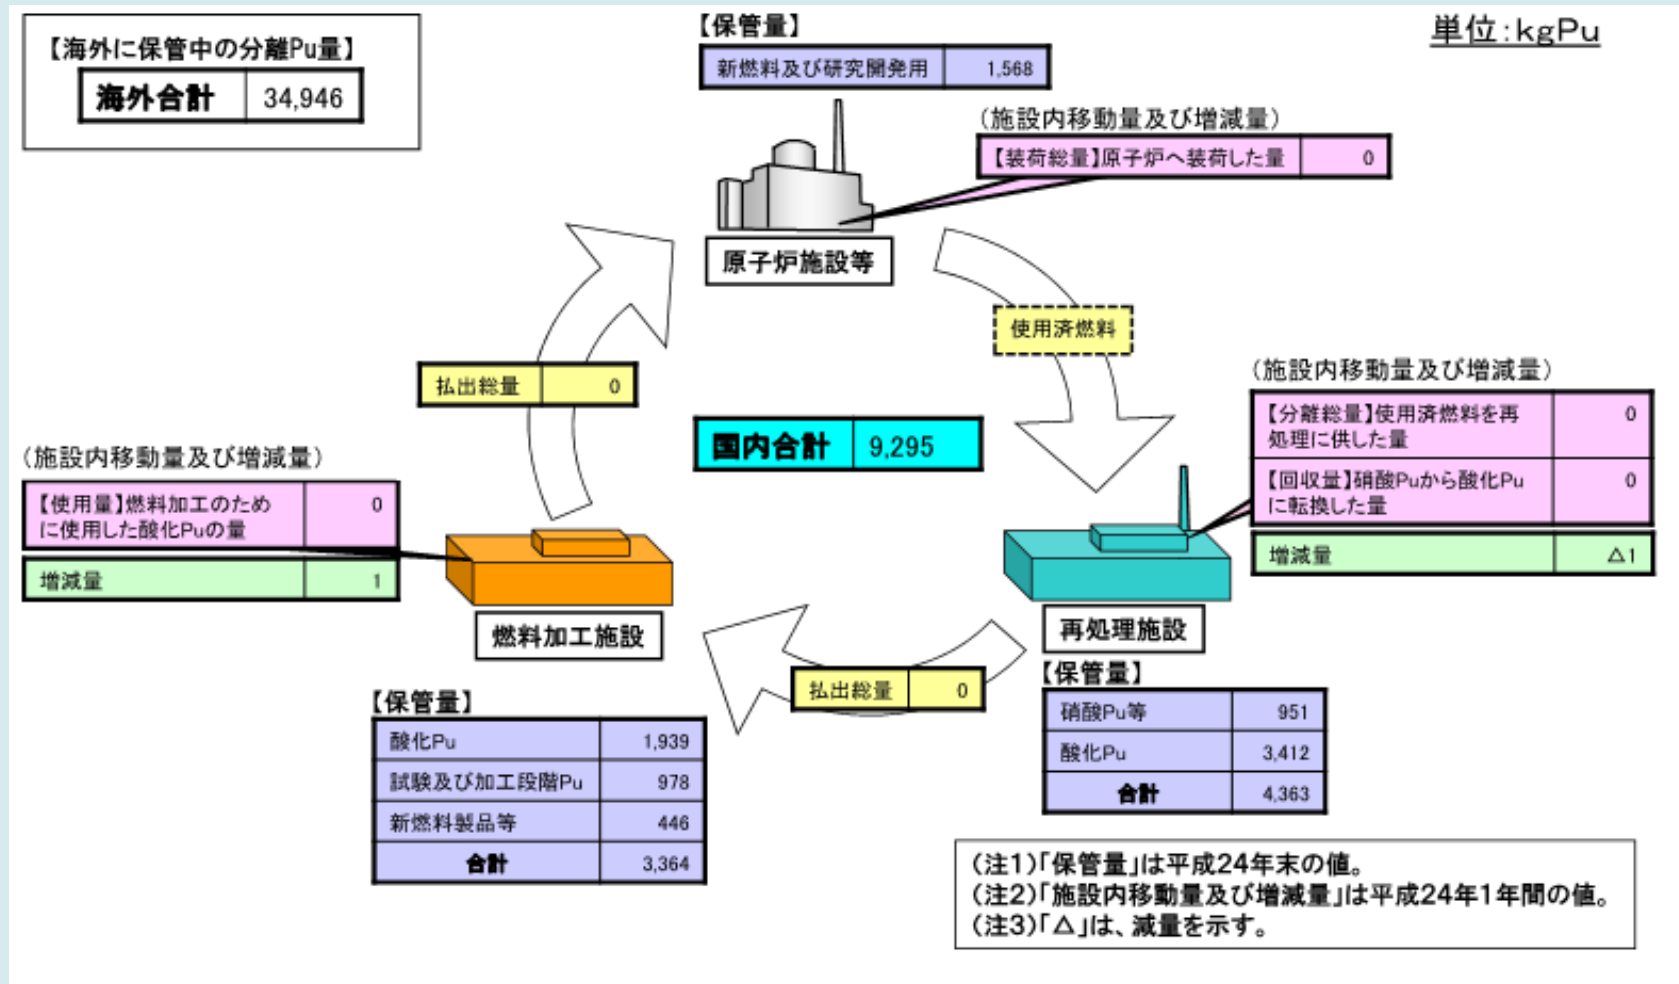 【海外に保管中の分離Pu量】
海外合計 34,946
【保管量】
新燃料及び研究開発用 1,568
単位:kgPu
(施設内移動量及び増減量)
【装荷総量】原子炉へ装荷した量 0
原子炉施設等
使用済燃料
払出総量 0
国内合計 9,295
(施設内移動量及び増減量)
【分離総量】使用済燃料を再 0
処理に供した量
【回収量】硝酸Puから酸化Pu 0
に転換した量
増減量 △1
(施設内移動量及び増減量)
【使用量】燃料加工のため 0
に使用した酸化Puの量
増減量 1
燃料加工施設
再処理施設
払出総量 0
【保管量】
酸化Pu 1,939
試験及び加工段階Pu 978
新燃料製品等 446
合計 3,364
【保管量】
硝酸Pu等 951
酸化Pu 3,412
合計 4,363
(注1)「保管量」は平成24年末の値。
(注2)「施設内移動量及び増減量」は平成24年1年間の値。
(注3)「△」は、減量を示す。